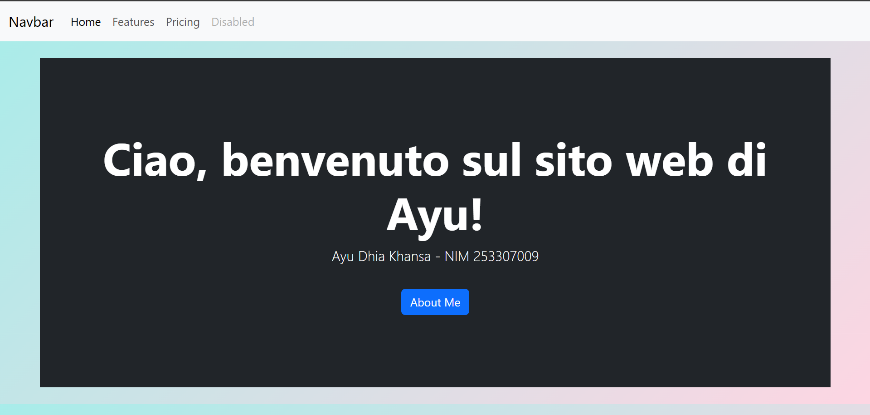 Navbar Home Features Pricing Disabled
Ciao, benvenuto sul sito web di
Ayu!
Ayu Dhia Khansa - NIM 253307009
About Me